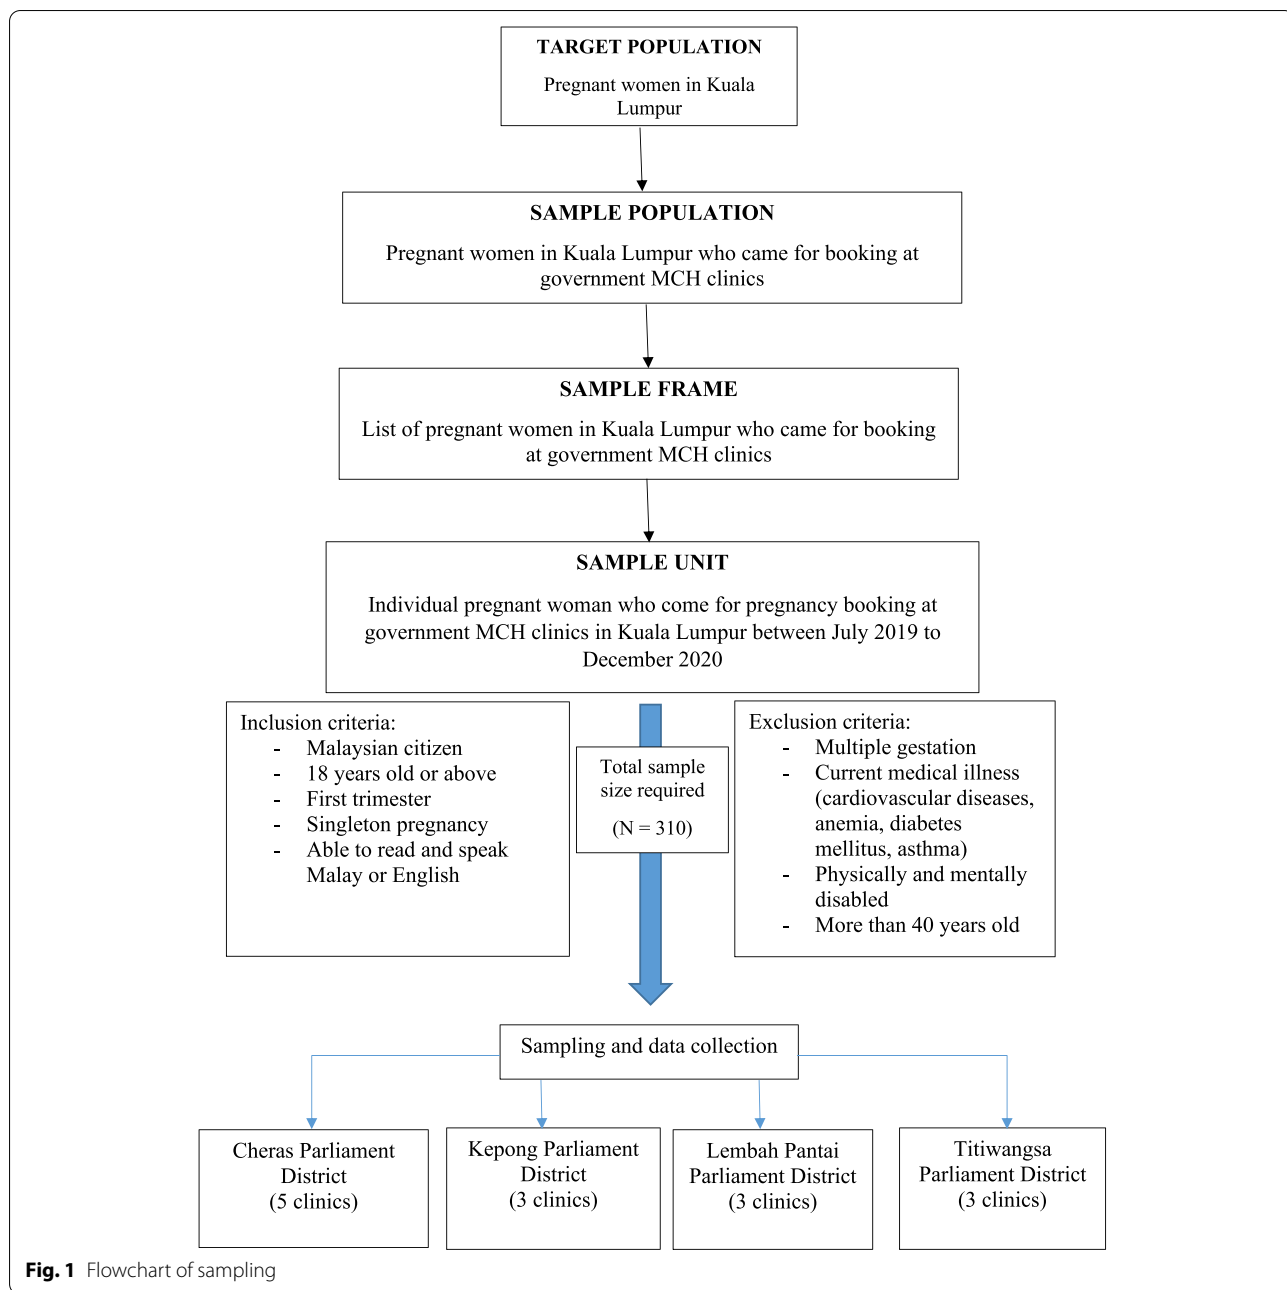 TARGET POPULATION
Pregnant women in Kuala
Lumpur
SAMPLE POPULATION
Pregnant women in Kuala Lumpur who came for booking at
government MCH clinics
SAMPLE FRAME
List of pregnant women in Kuala Lumpur who came for booking
at government MCH clinics
SAMPLE UNIT
Individual pregnant woman who come for pregnancy booking at
government MCH clinics in Kuala Lumpur between July 2019 to
December 2020
Inclusion criteria:
- Malaysian citizen
- 18 years old or above
- First trimester
- Singleton pregnancy
- Able to read and speak
Malay or English
Total sample
size required
(N = 310)
Exclusion criteria:
- Multiple gestation
- Current medical illness
(cardiovascular diseases,
anemia, diabetes
mellitus, asthma)
- Physically and mentally
disabled
- More than 40 years old
Sampling and data collection
Cheras Parliament
District
(5 clinics)
Kepong Parliament
District
(3 clinics)
Lembah Pantai
Parliament District
(3 clinics)
Titiwangsa
Parliament District
(3 clinics)
Fig. 1 Flowchart of sampling